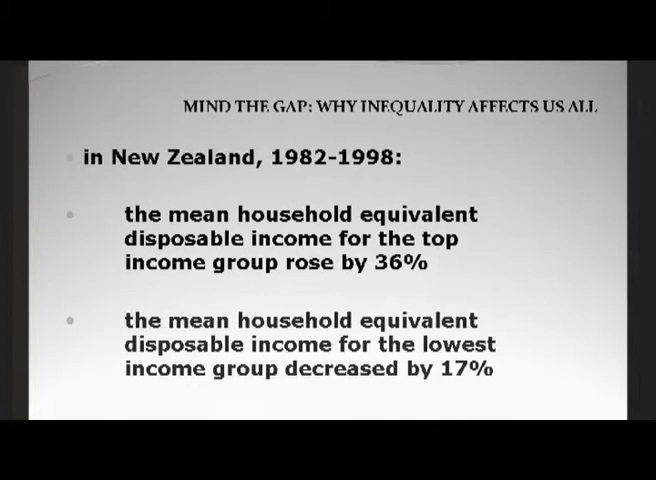 MIND THE GAP: WHY INEQUALITY AFFECTS US ALL
in New Zealand, 1982-1998:
the mean household equivalent
disposable income for the top
income group rose by 36%
the mean household equivalent
disposable income for the lowest
income group decreased by 17%